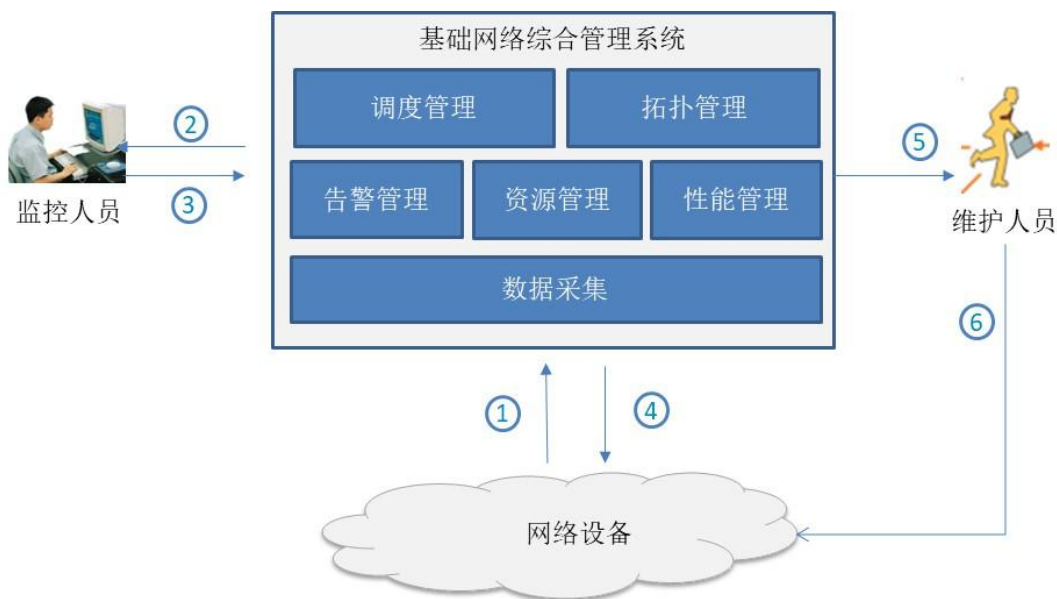 基础网络综合管理系统
调度管理
拓扑管理
②
⑤
告警管理
资源管理
性能管理
③
监控人员
维护人员
数据采集
⑥
①
④
网络设备